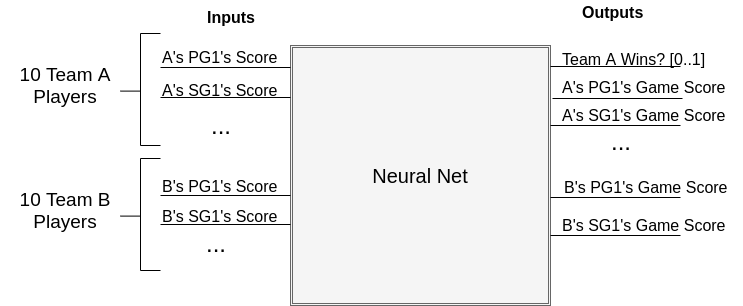 Inputs
Outputs
10 Team A
Players
A's PG1's Score
A's SG1's Score
...
10 Team B
Players
B's PG1's Score
B's SG1's Score
...
Neural Net
Team A Wins? [0..1]
A's PG1's Game Score
A's SG1's Game Score
...
B's PG1's Game Score
B's SG1's Game Score